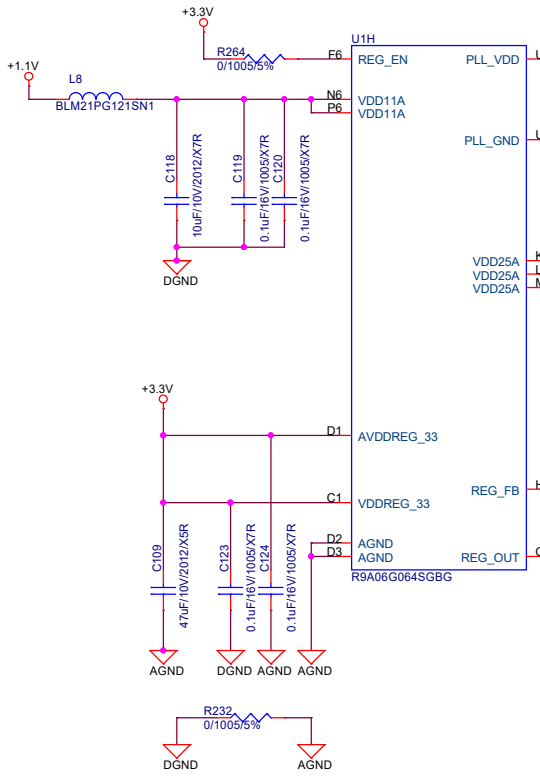 +3.3V
U1H
R264
0/1005/5%
F6
REG_EN
PLL_VDD
+1.1V
L8
BLM21PG121SN1
N6
VDD11A
P6
VDD11A
PLL_GND
C118
10uF/10V/2012/X7R
C119
0.1uF/16V/1005/X7R
C120
0.1uF/16V/1005/X7R
DGND
VDD25A
VDD25A
VDD25A
+3.3V
D1
AVDDREG_33
C1
VDDREG_33
REG_FB
D2
AGND
D3
AGND
REG_OUT
R9A06G064SGBG
C109
47uF/10V/2012/X5R
C123
0.1uF/16V/1005/X7R
C124
0.1uF/16V/1005/X7R
AGND
DGND
AGND
AGND
R232
0/1005/5%
DGND
AGND